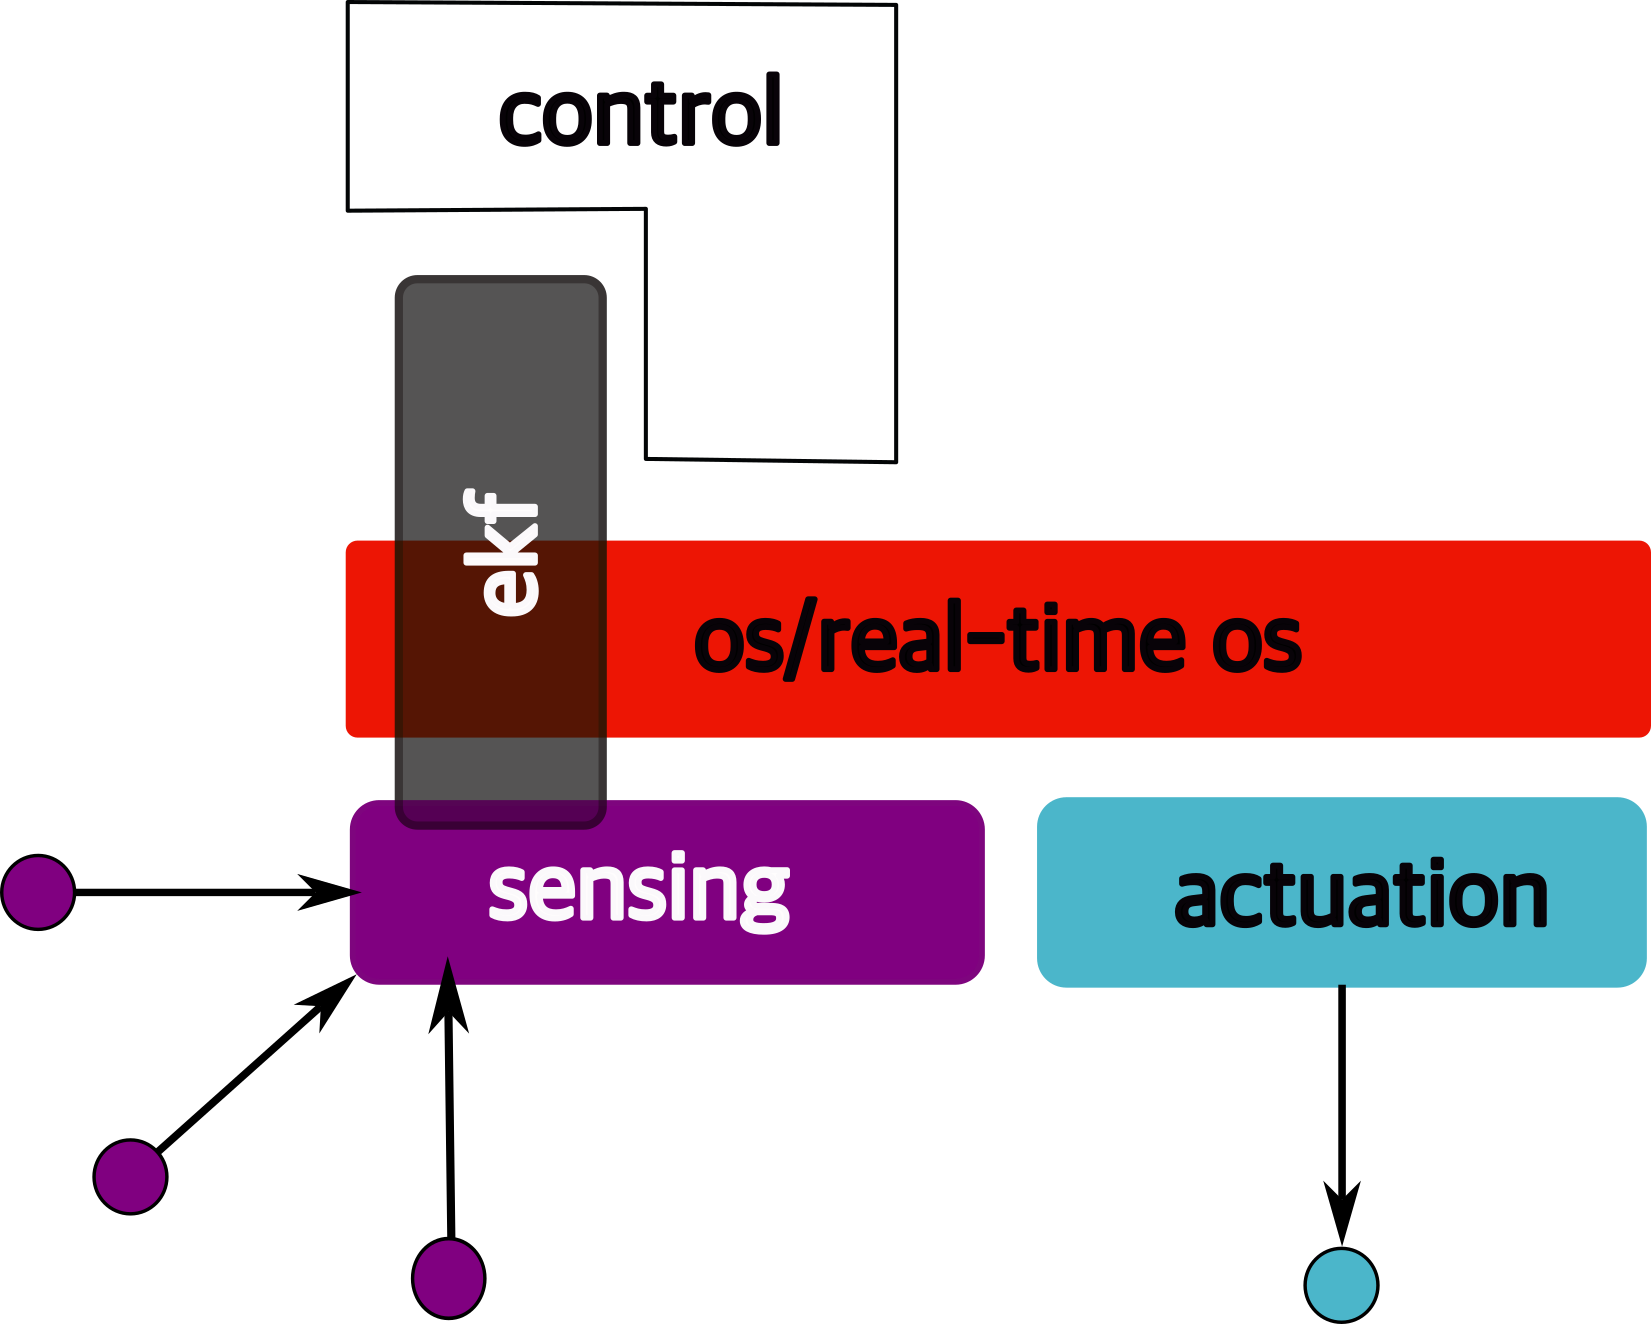 control
ekf
os/real-time os
sensing
actuation